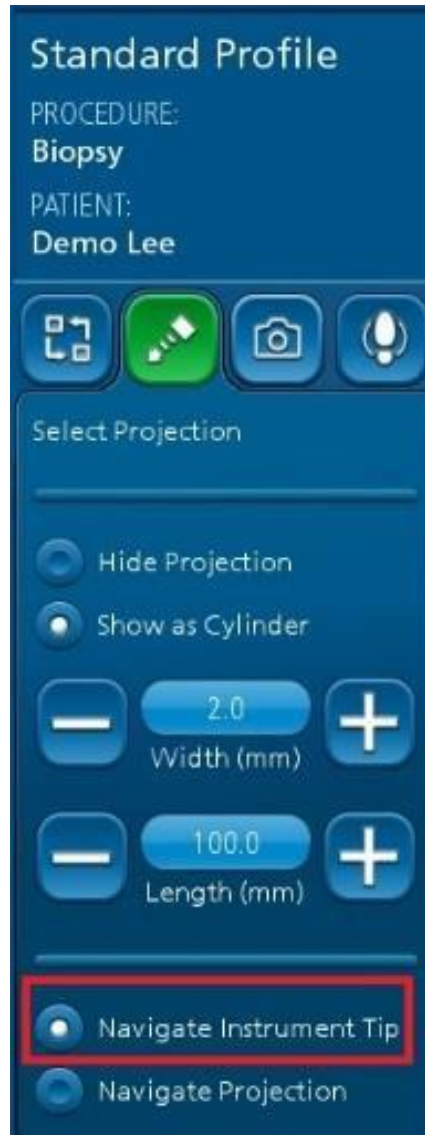 Standard Profile
PROCEDURE:
Biopsy
PATIENT:
Demo Lee
Select Projection
Hide Projection
Show as Cylinder
2.0
Width (mm)
100.0
Length (mm)
Navigate Instrument Tip
Navigate Projection